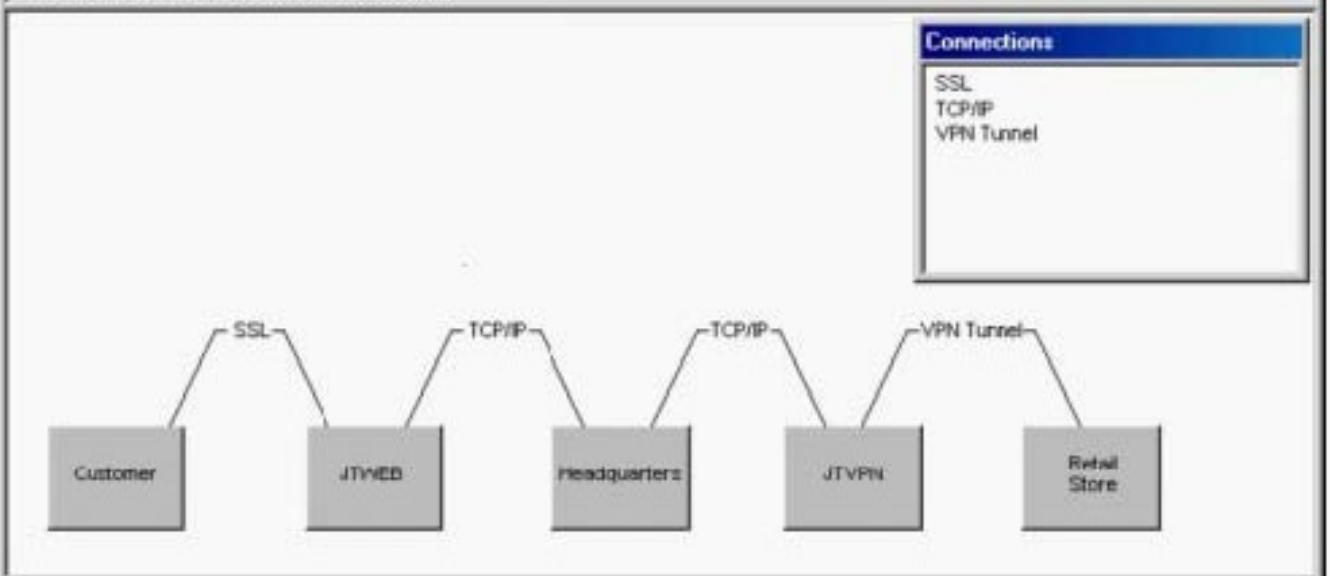 Connections
SSL
TCP/IP
VPN Tunnel
SSL
TCP/IP
TCP/IP
VPN Tunnel
Customer
JTWEB
Headquarters
JTVPN
Retail
Store